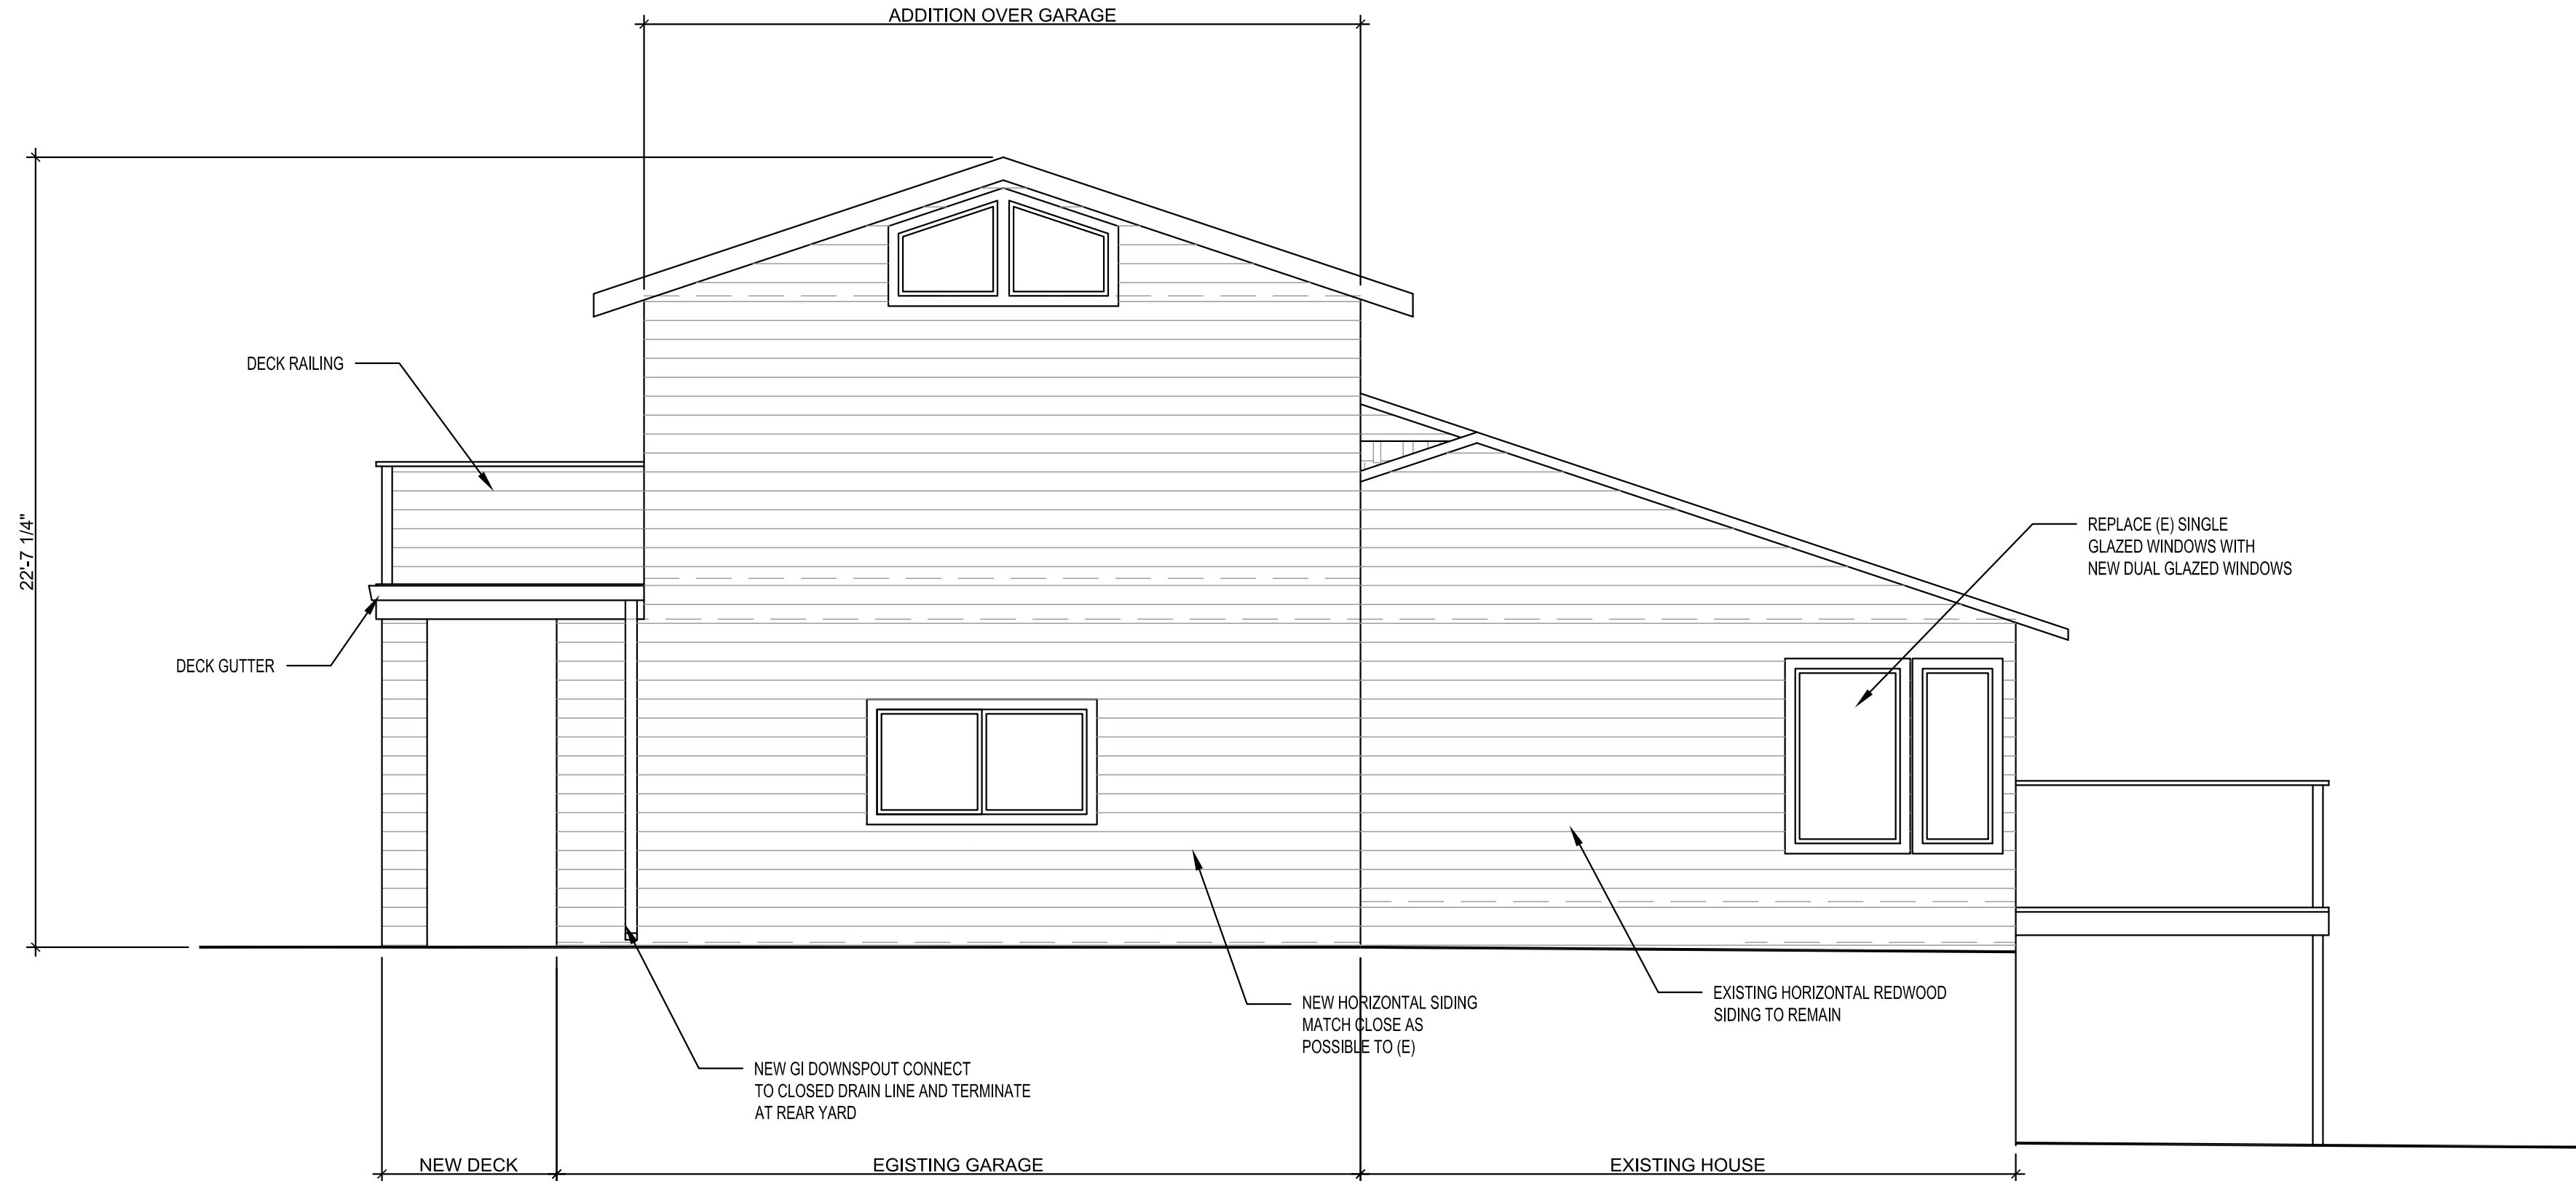 ADDITION OVER GARAGE
DECK RAILING
22'-7 1/4"
REPLACE (E) SINGLE
GLAZED WINDOWS WITH
NEW DUAL GLAZED WINDOWS
DECK GUTTER
NEW HORIZONTAL SIDING
MATCH CLOSE AS
POSSIBLE TO (E)
EXISTING HORIZONTAL REDWOOD
SIDING TO REMAIN
NEW GI DOWNSPOUT CONNECT
TO CLOSED DRAIN LINE AND TERMINATE
AT REAR YARD
NEW DECK
EGISTING GARAGE
EXISTING HOUSE